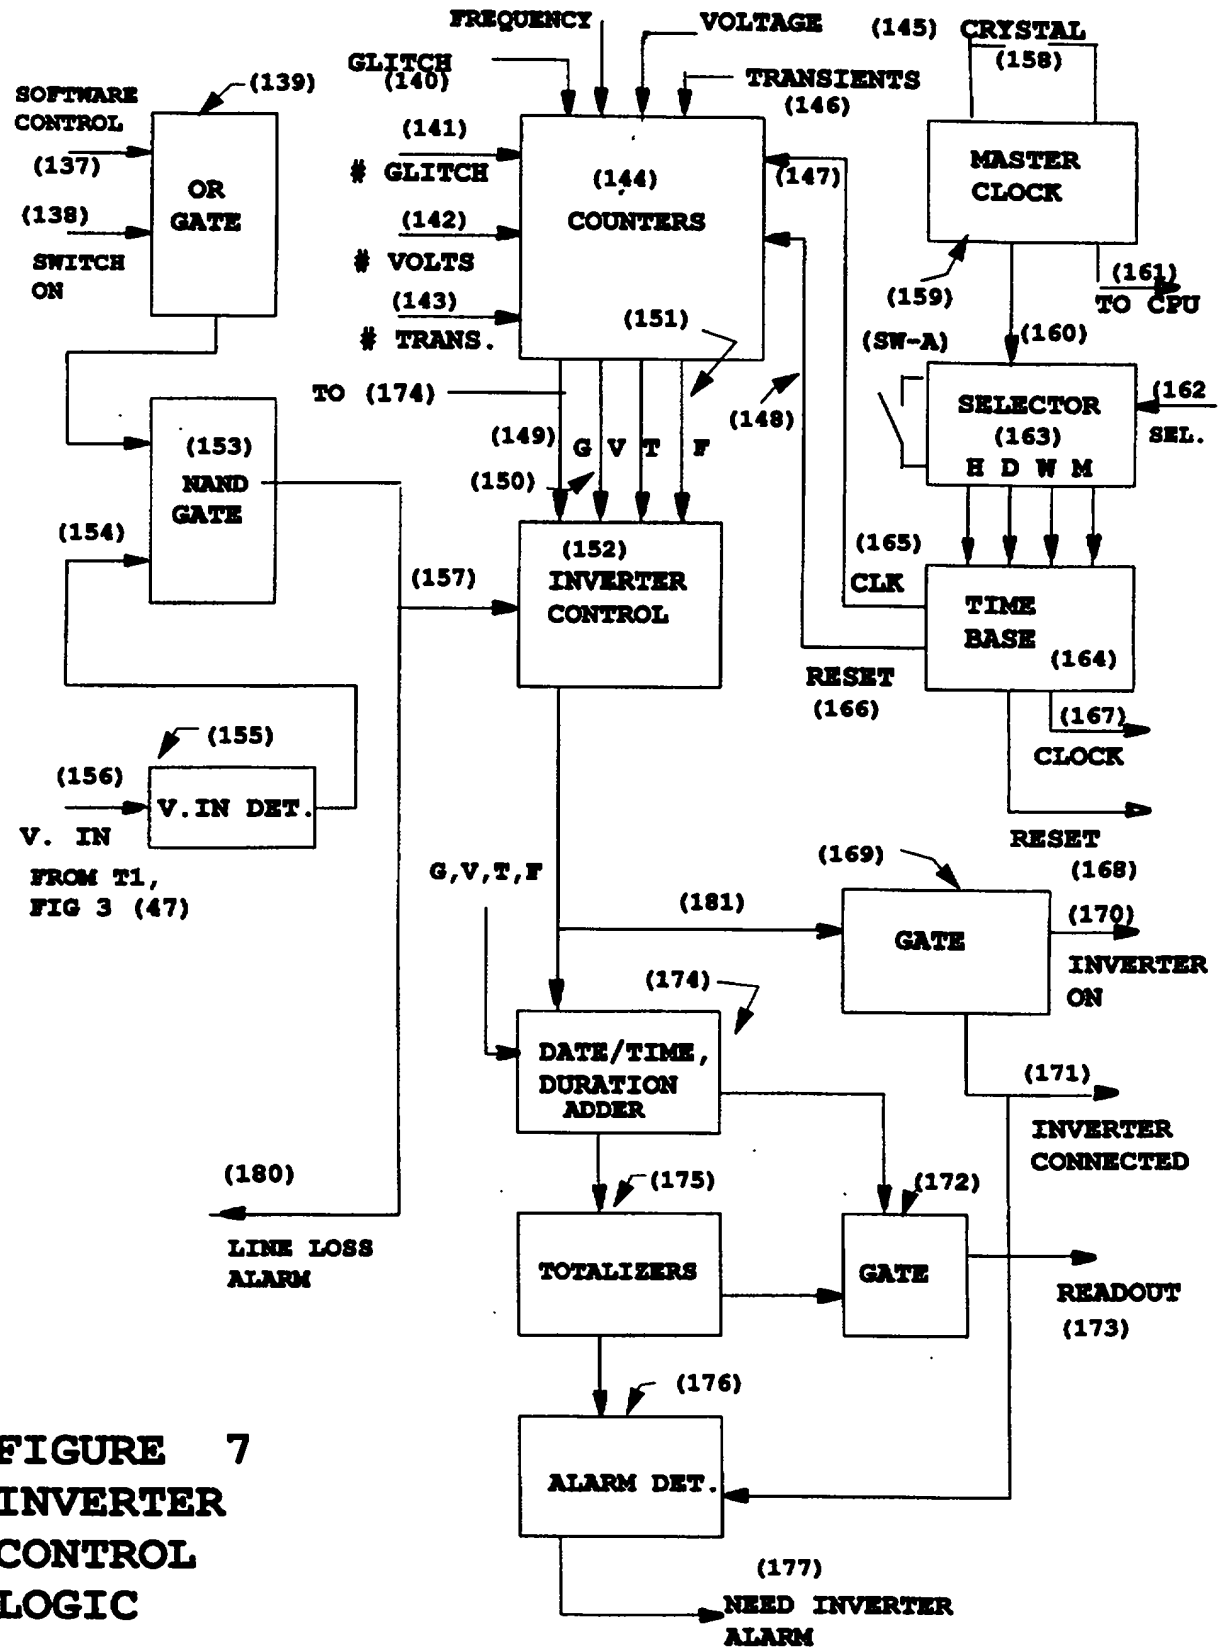 FREQUENCY
VOLTAGE
(145) CRYSTAL
(158)
GLITCH
(140)
TRANSIENTS
(146)
(139)
SOFTWARE
CONTROL
(137)
(138)
SWITCH
ON
OR
GATE
(141)
# GLITCH
(142)
# VOLTS
(143)
# TRANS.
(144)
COUNTERS
(147)
(151)
MASTER
CLOCK
(159)
(161)
TO CPU
(160)
(SW-A)
SELECTOR
(163)
H D W M
(162
SEL.
TO (174)
(149)
G V T F
(150)
(148)
(153)
NAND
GATE
(154)
(152)
INVERTER
CONTROL
(157)
(165)
CLK
TIME
BASE
(164)
RESET
(166)
(167)
CLOCK
RESET
(168)
(155)
(156)
V. IN DET.
V. IN
FROM T1,
FIG 3 (47)
G,V,T,F
(181)
(169)
GATE
(170)
INVERTER
ON
(174)
DATE/TIME,
DURATION
ADDER
(171)
INVERTER
CONNECTED
(180)
LINE LOSS
ALARM
(175)
TOTALIZERS
(172)
GATE
READOUT
(173)
(176)
ALARM DET.
(177)
NEED INVERTER
ALARM
FIGURE 7
INVERTER
CONTROL
LOGIC